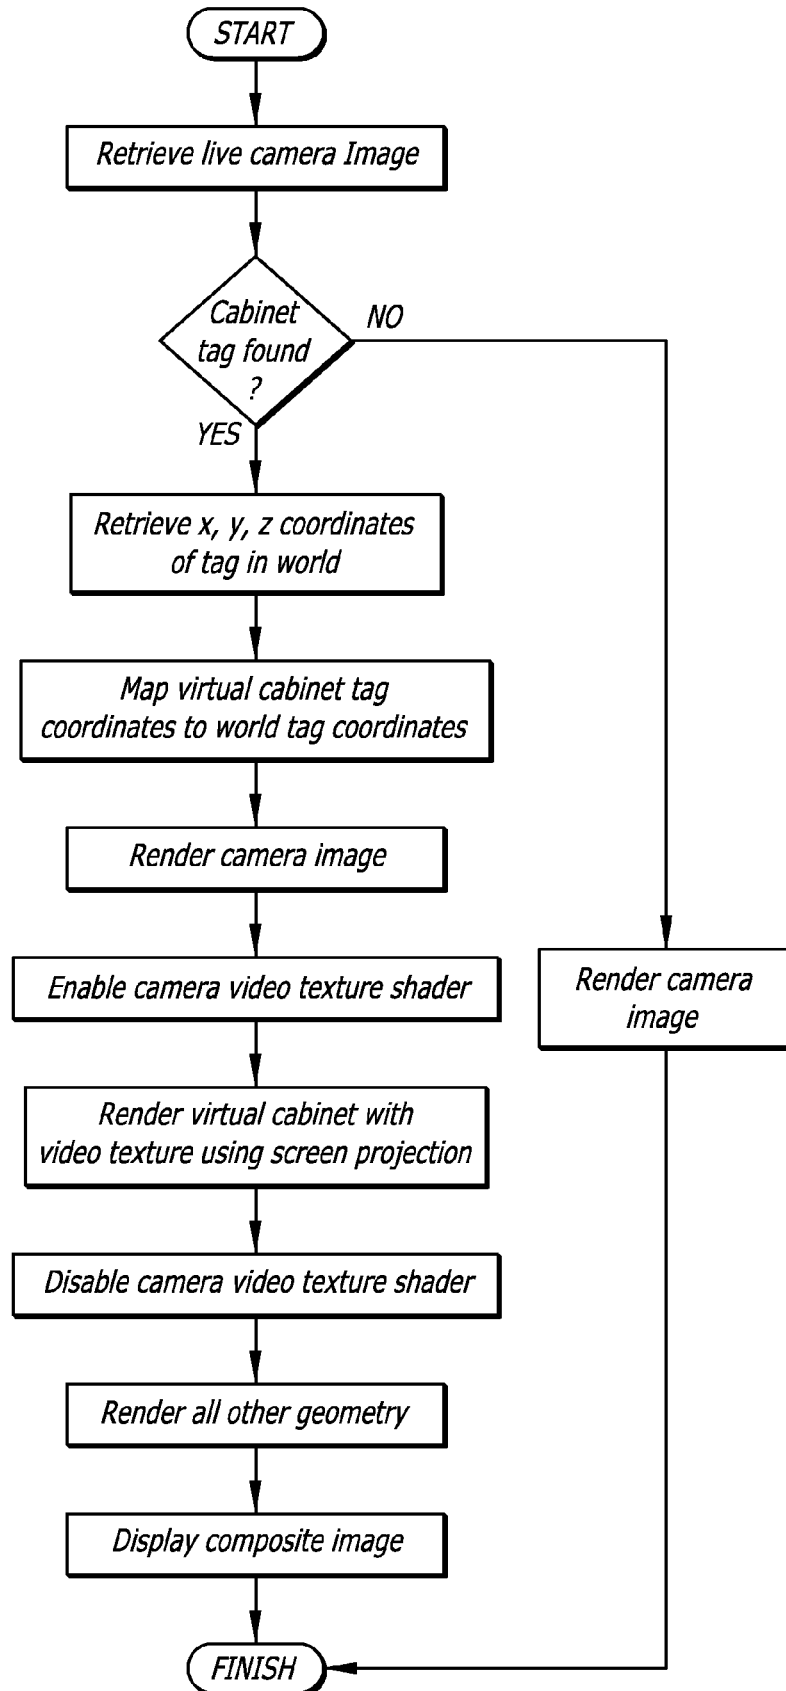 START
Retrieve live camera Image
Cabinet
tag found
?
NO
YES
Retrieve x, y, z coordinates
of tag in world
Map virtual cabinet tag
coordinates to world tag coordinates
Render camera image
Enable camera video texture shader
Render camera
image
Render virtual cabinet with
video texture using screen projection
Disable camera video texture shader
Render all other geometry
Display composite image
FINISH